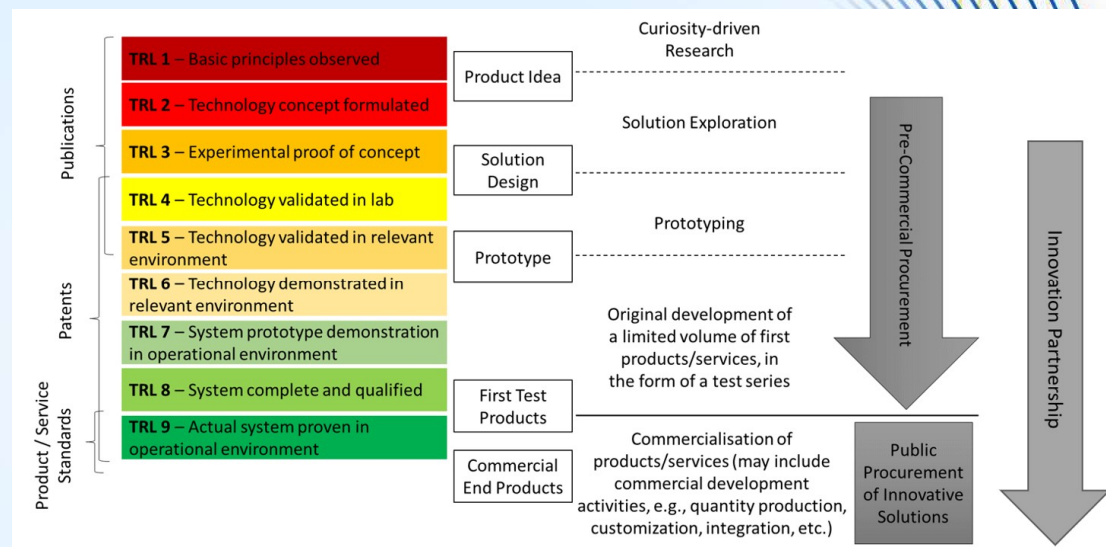 Publications
Patents
Product / Service
Standards
TRL 1 – Basic principles observed
TRL 2 – Technology concept formulated
TRL 3 – Experimental proof of concept
TRL 4 – Technology validated in lab
TRL 5 – Technology validated in relevant
environment
TRL 6 – Technology demonstrated in
relevant environment
TRL 7 – System prototype demonstration
in operational environment
TRL 8 – System complete and qualified
TRL 9 – Actual system proven in
operational environment
Product Idea
Solution
Design
Prototype
First Test
Products
Commercial
End Products
Curiosity-driven
Research
Solution Exploration
Prototyping
Original development of
a limited volume of first
products/services, in
the form of a test series
Commercialisation of
products/services (may include
commercial development
activities, e.g., quantity production,
customization, integration, etc.)
Pre-Commercial Procurement
Public
Procurement
of Innovative
Solutions
Innovation Partnership